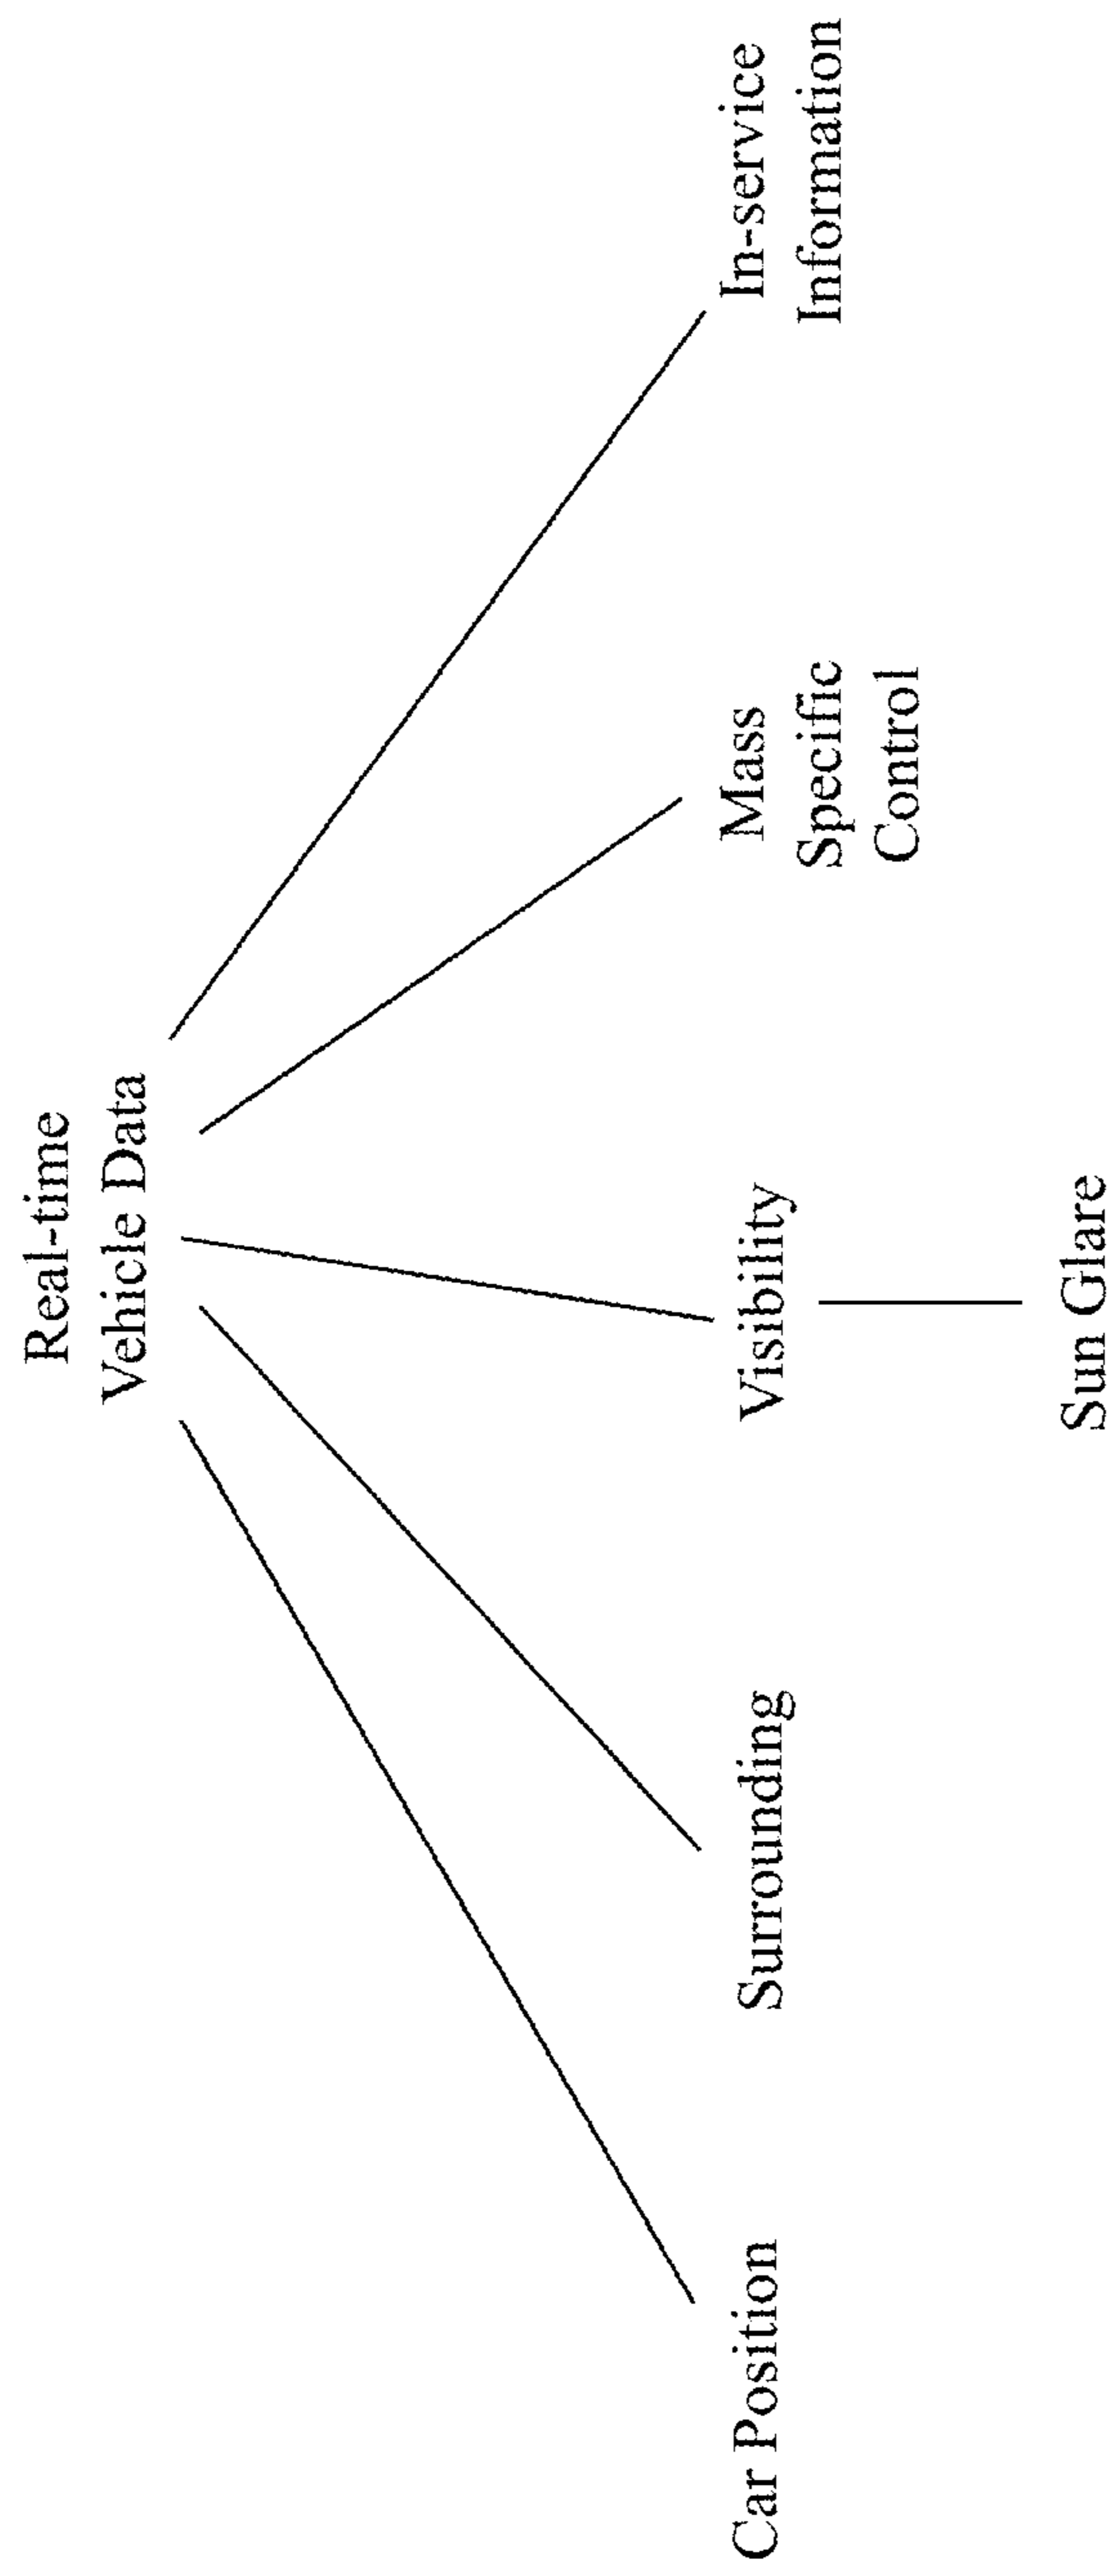 Real-time
Vehicle Data
Car Position
Surrounding
Visibility
Mass
Specific
Control
In-service
Information
Sun Glare